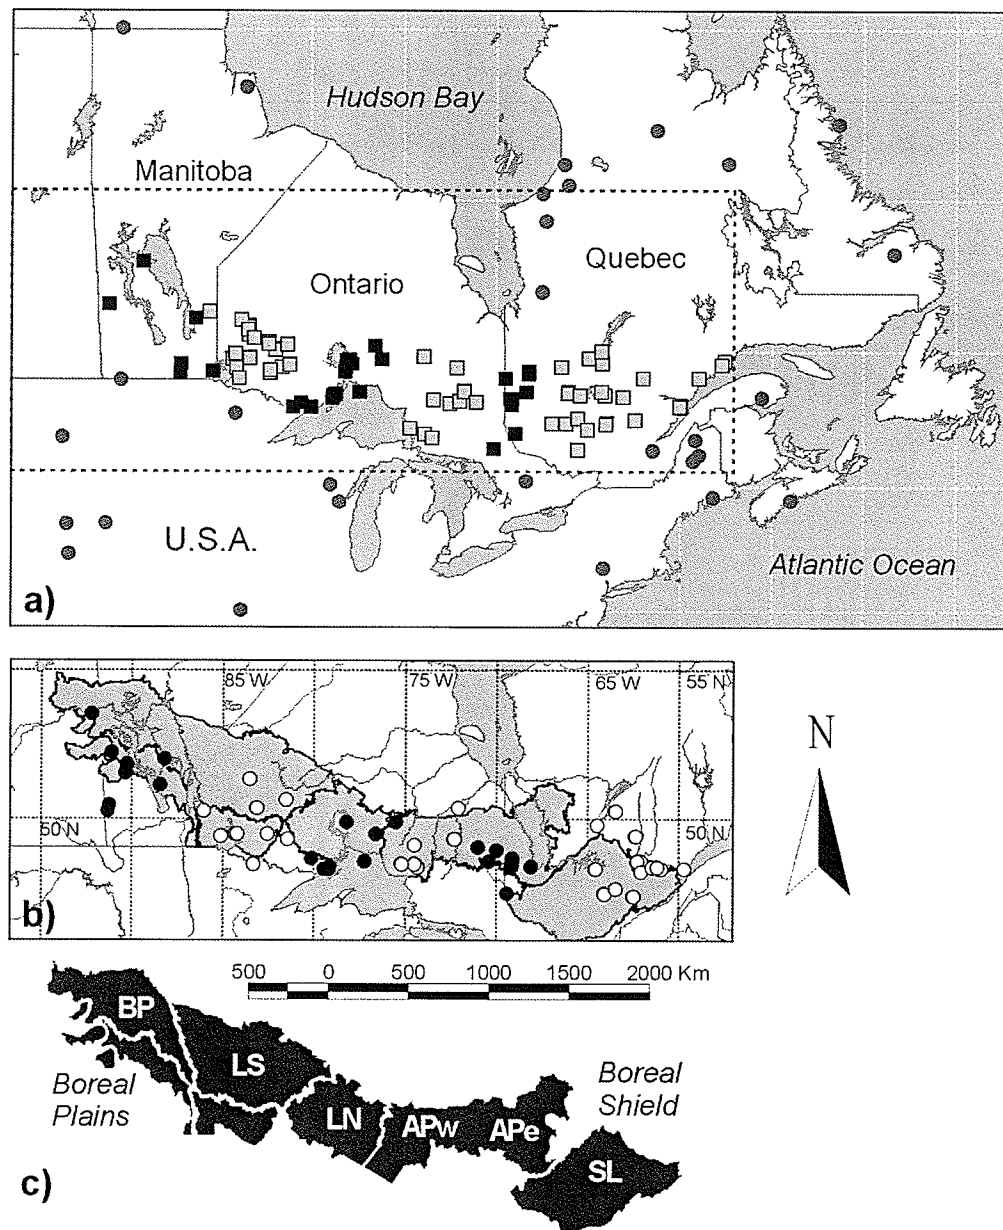 Hudson Bay
Manitoba
Ontario
Quebec
U.S.A.
Atlantic Ocean
a)
85 W
75 W
65 W
55 N
50 N
50 N
N
b)
500 0 500 1000 1500 2000 Km
BP
LS
Boreal
Plains
LN
APw
APe
Boreal
Shield
SL
c)